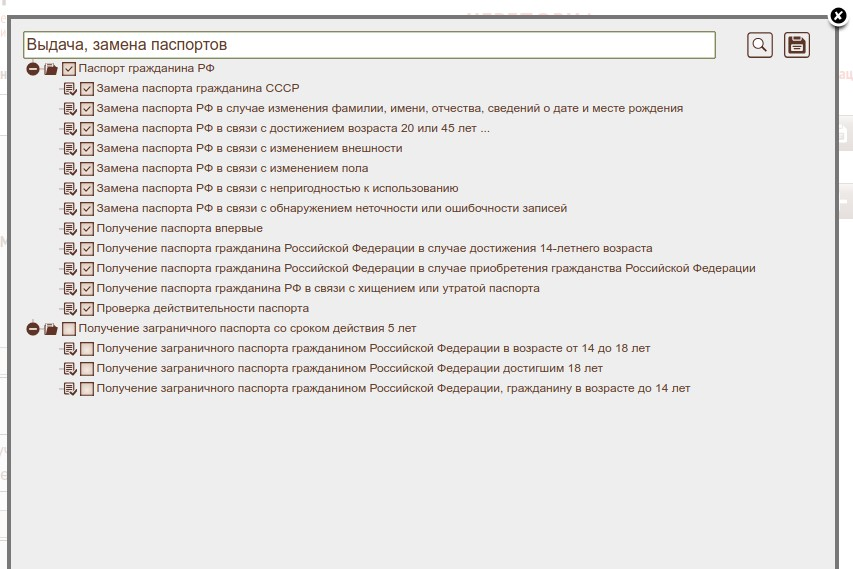 Выдача, замена паспортов
Паспорт гражданина РФ
Замена паспорта гражданина СССР
Замена паспорта РФ в случае изменения фамилии, имени, отчества, сведений о дате и месте рождения
Замена паспорта РФ в связи с достижением возраста 20 или 45 лет ...
Замена паспорта РФ в связи с изменением внешности
Замена паспорта РФ в связи с изменением пола
Замена паспорта РФ в связи с непригодностью к использованию
Замена паспорта РФ в связи с обнаружением неточности или ошибочности записей
Получение паспорта впервые
Получение паспорта гражданина Российской Федерации в случае достижения 14-летнего возраста
Получение паспорта гражданина Российской Федерации в случае приобретения гражданства Российской Федерации
Получение паспорта гражданина РФ в связи с хищением или утратой паспорта
Проверка действительности паспорта
Получение заграничного паспорта со сроком действия 5 лет
Получение заграничного паспорта гражданином Российской Федерации в возрасте от 14 до 18 лет
Получение заграничного паспорта гражданином Российской Федерации достигшим 18 лет
Получение заграничного паспорта гражданином Российской Федерации, гражданину в возрасте до 14 лет